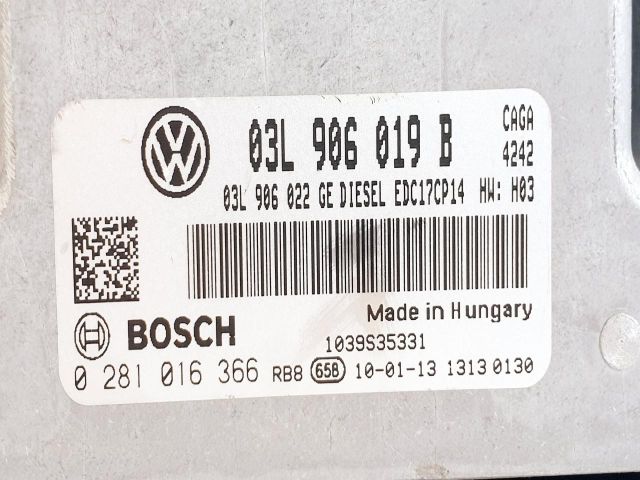 03L 906 019 B
CAGA
4242
03L 906 022 GE DIESEL EDC17CP14 HW: H03
Made in Hungary
BOSCH
1039S35331
0 281 016 366 RB8 658 10-01-13 1313 0130